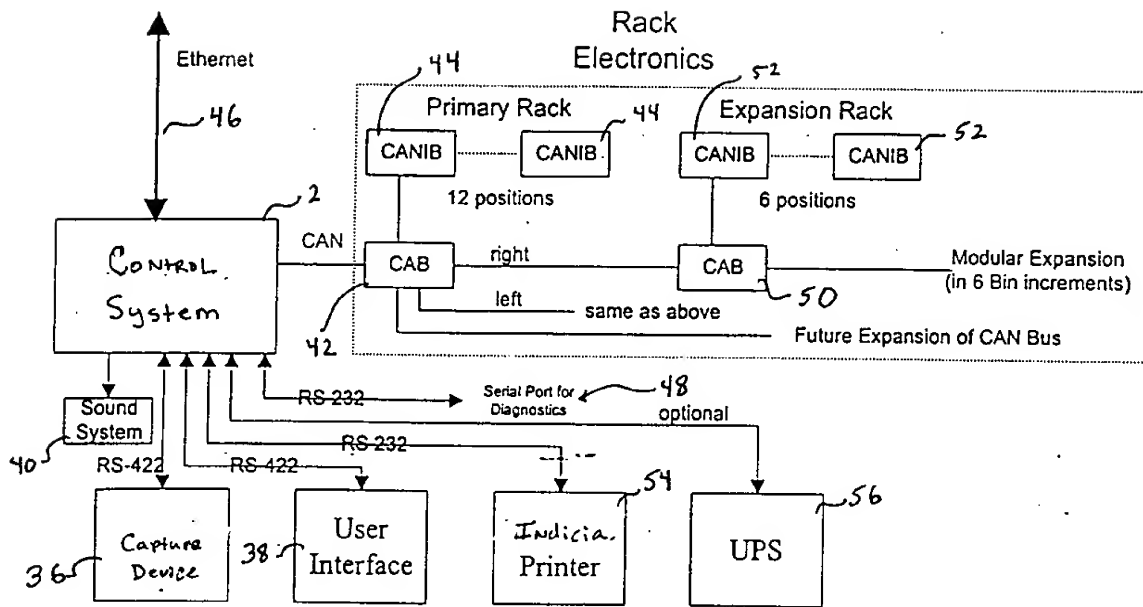 Rack
Electronics
Ethernet
46
44
Primary Rack
44
52
Expansion Rack
52
CANIB
CANIB
CANIB
CANIB
12 positions
6 positions
2
Control
System
CAN
CAB
right
CAB
Modular Expansion
(in 6 Bin increments)
50
left
same as above
42
Future Expansion of CAN Bus
RS-232
Serial Port for
Diagnostics
48
optional
Sound
System
40
RS-422
RS-422
RS-232
54
56
Capture
Device
36
User
Interface
38
Indicia
Printer
UPS